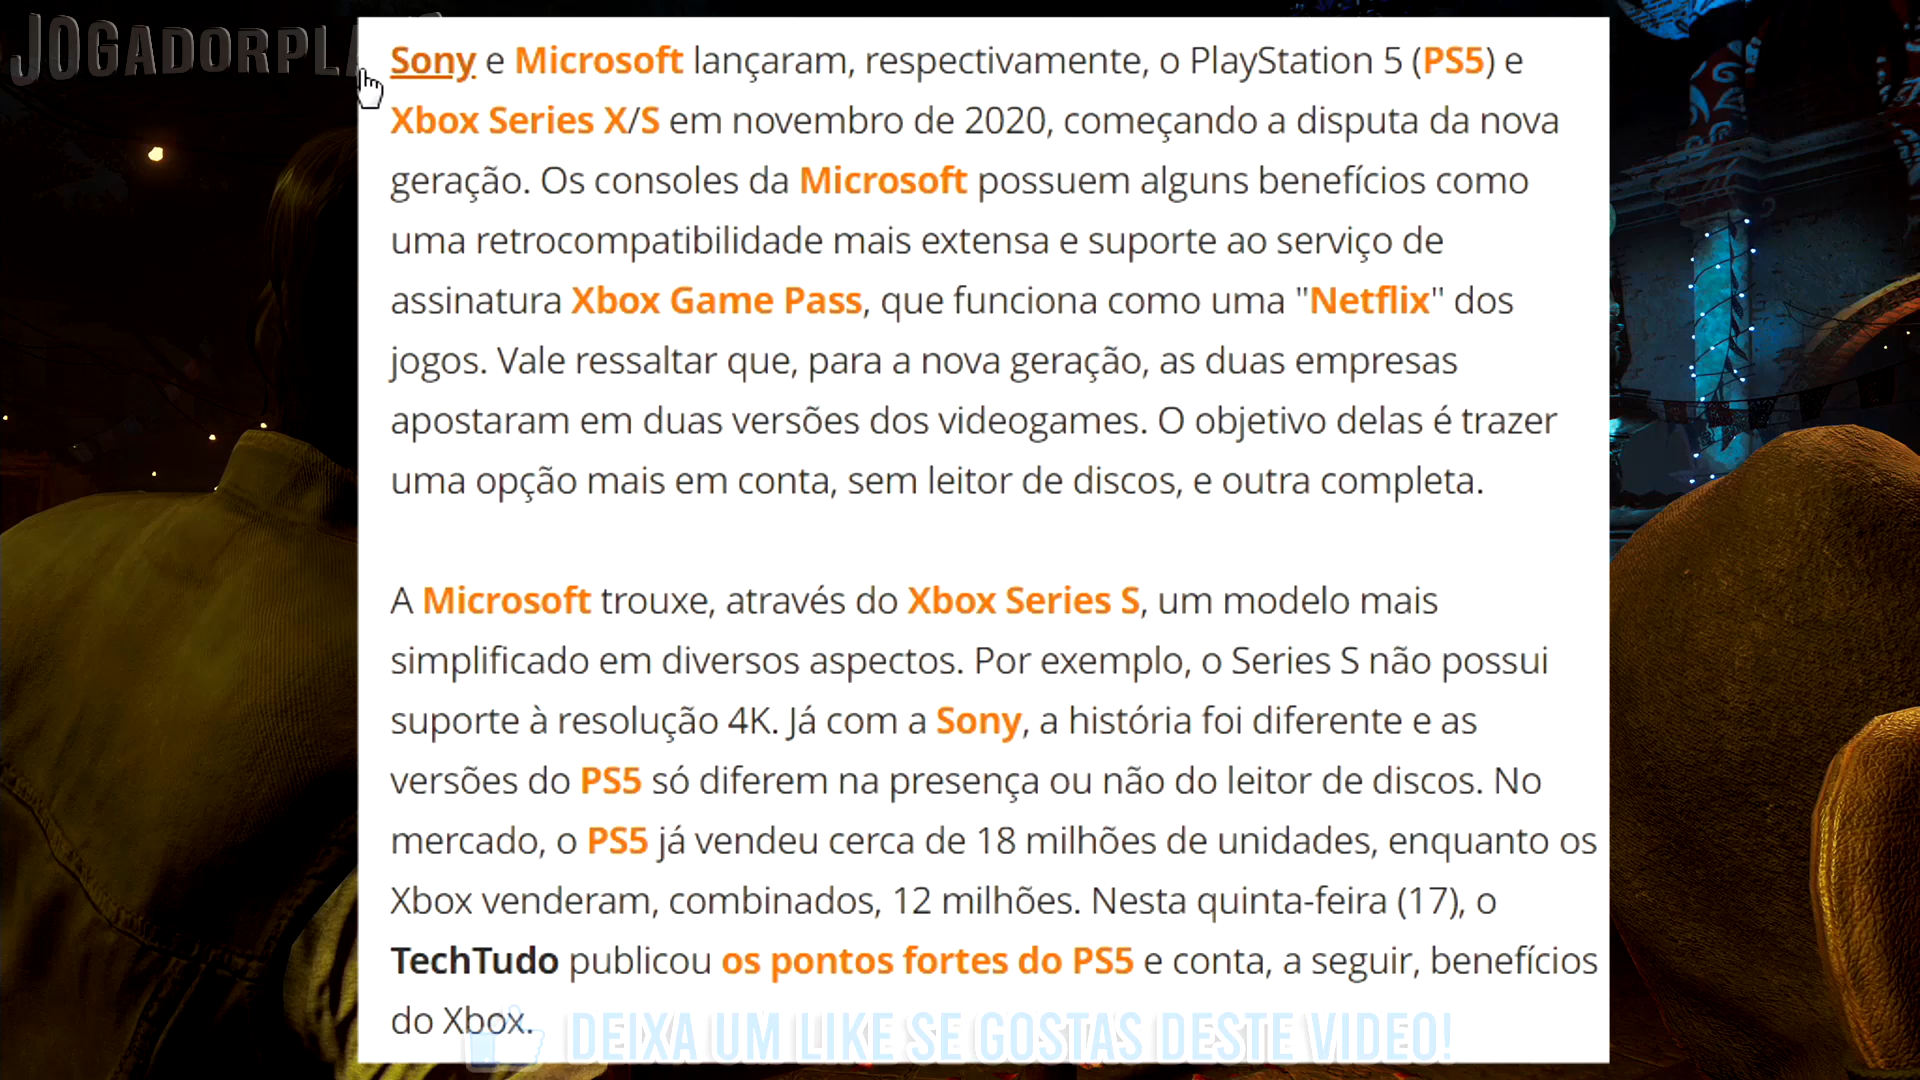 JOGADORPLA
Sony e Microsoft lançaram, respectivamente, o PlayStation 5 (PS5) e
Xbox Series X/S em novembro de 2020, começando a disputa da nova
geração. Os consoles da Microsoft possuem alguns benefícios como
uma retrocompatibilidade mais extensa e suporte ao serviço de
assinatura Xbox Game Pass, que funciona como uma "Netflix" dos
jogos. Vale ressaltar que, para a nova geração, as duas empresas
apostaram em duas versões dos videogames. O objetivo delas é trazer
uma opção mais em conta, sem leitor de discos, e outra completa.
A Microsoft trouxe, através do Xbox Series S, um modelo mais
simplificado em diversos aspectos. Por exemplo, o Series S não possui
suporte à resolução 4K. Já com a Sony, a história foi diferente e as
versões do PS5 só diferem na presença ou não do leitor de discos. No
mercado, o PS5 já vendeu cerca de 18 milhões de unidades, enquanto os
Xbox venderam, combinados, 12 milhões. Nesta quinta-feira (17), o
TechTudo publicou os pontos fortes do PS5 e conta, a seguir, benefícios
do Xbox.
DEIXA UM LIKE SE GOSTAS DESTE VIDEO!